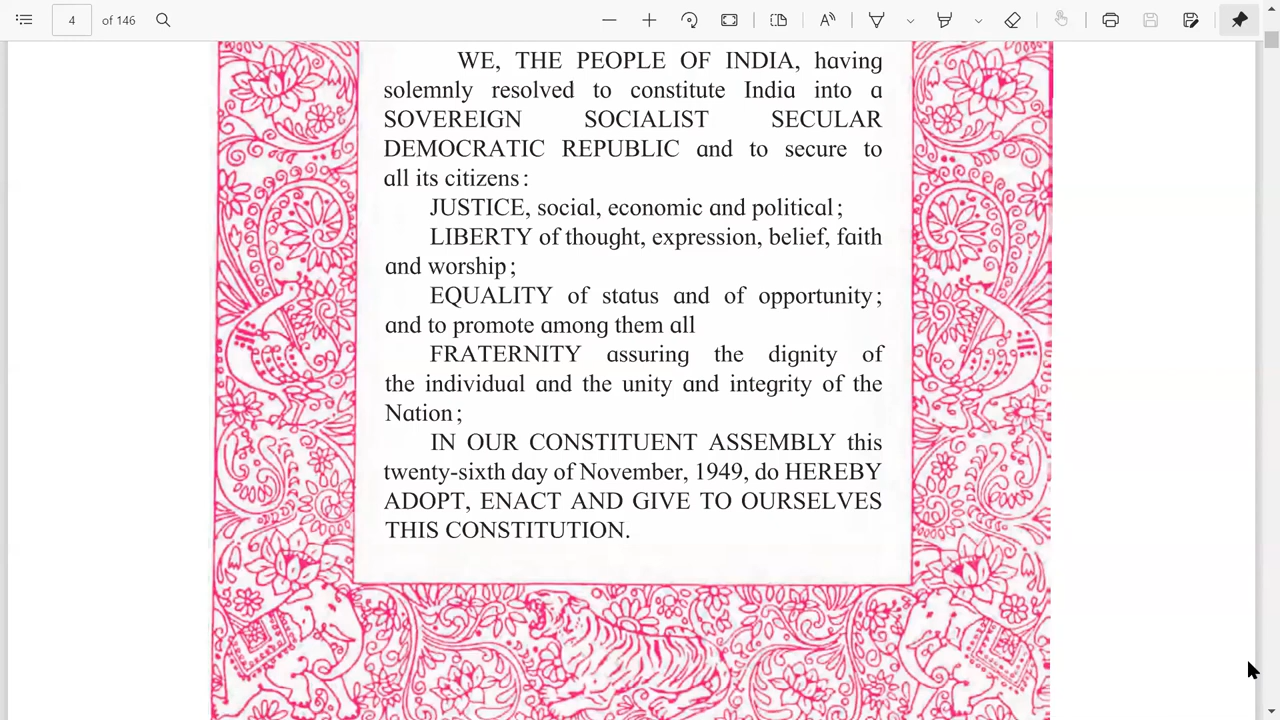 4 of 146
WE, THE PEOPLE OF INDIA, having
solemnly resolved to constitute India into a
SOVEREIGN SOCIALIST SECULAR
DEMOCRATIC REPUBLIC and to secure to
all its citizens :
JUSTICE, social, economic and political ;
LIBERTY of thought, expression, belief, faith
and worship ;
EQUALITY of status and of opportunity ;
and to promote among them all
FRATERNITY assuring the dignity of
the individual and the unity and integrity of the
Nation ;
IN OUR CONSTITUENT ASSEMBLY this
twenty-sixth day of November, 1949, do HEREBY
ADOPT, ENACT AND GIVE TO OURSELVES
THIS CONSTITUTION.